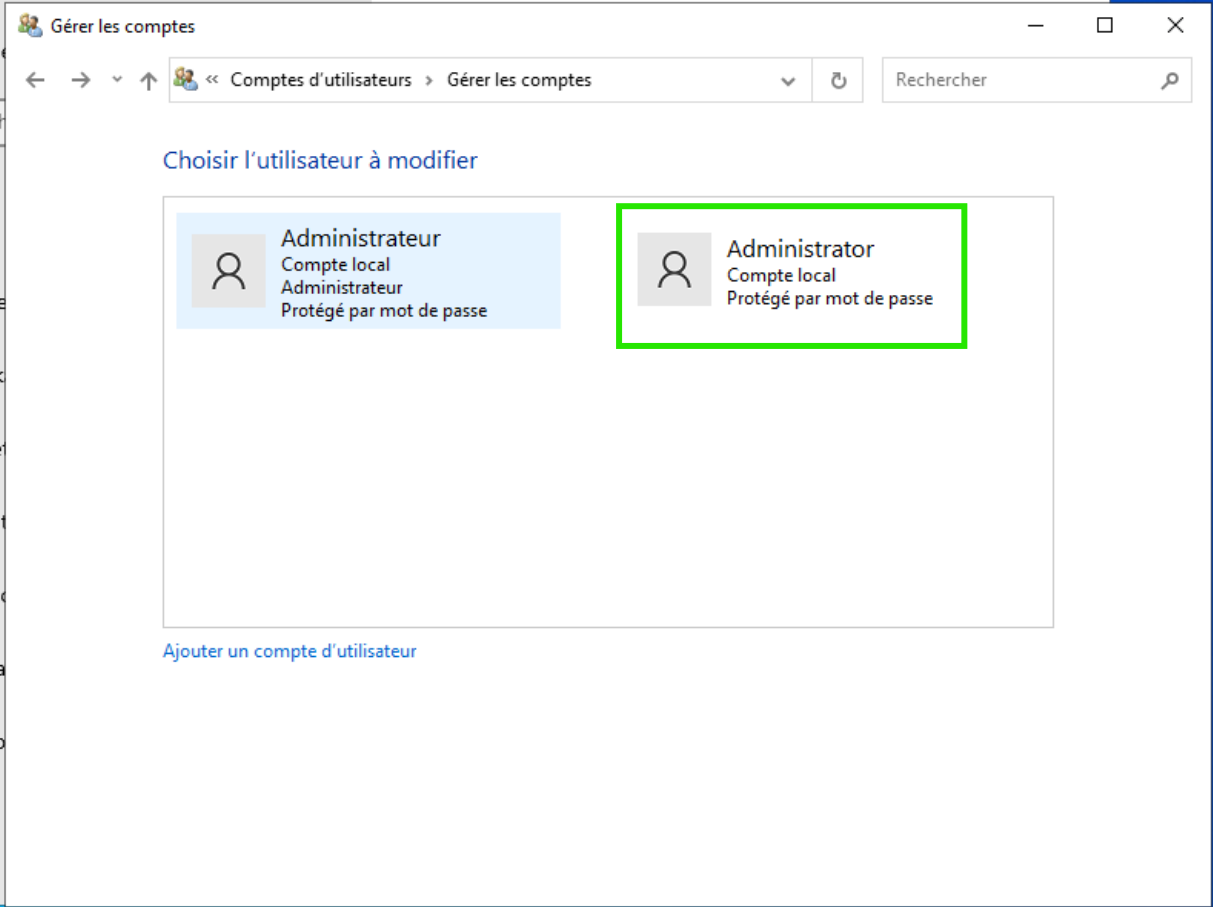 Gérer les comptes
« Comptes d'utilisateurs › Gérer les comptes
Rechercher
Choisir l'utilisateur à modifier
Administrateur
Compte local
Administrateur
Protégé par mot de passe
Administrator
Compte local
Protégé par mot de passe
Ajouter un compte d'utilisateur